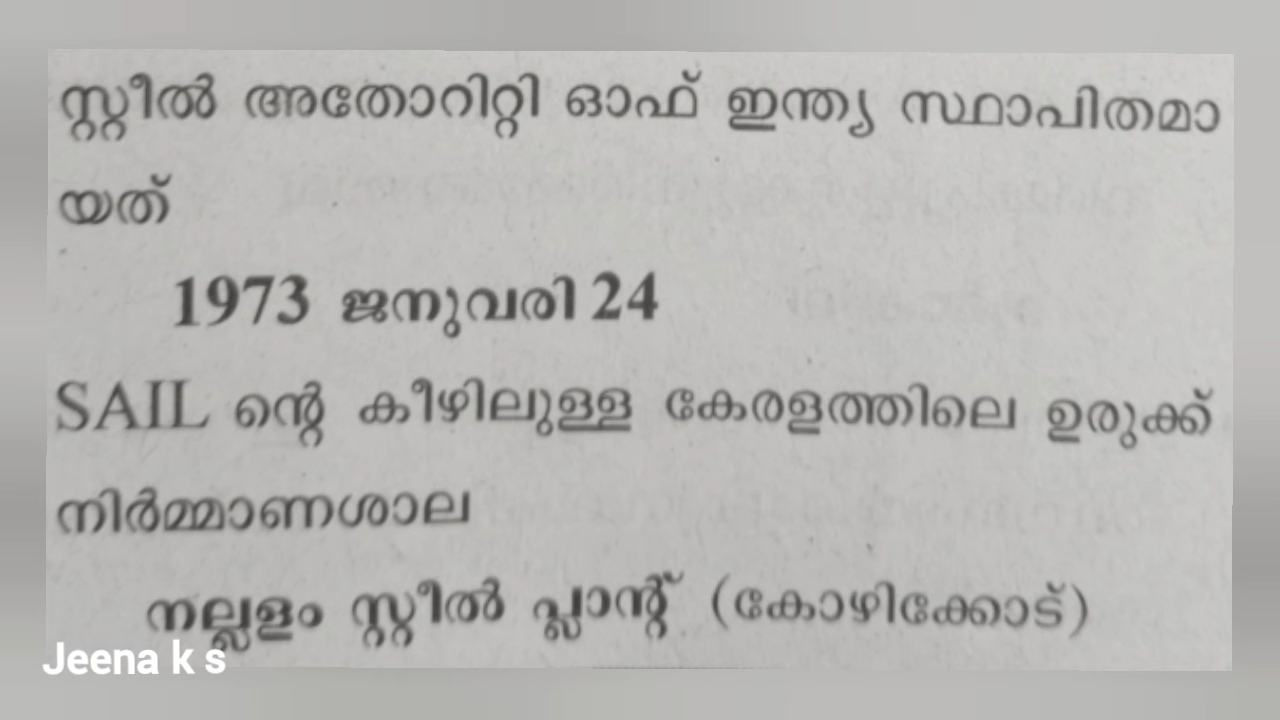 സ്റ്റീൽ അതോറിറ്റി ഓഫ് ഇന്ത്യ സ്ഥാപിതമാ
യത്
1973 ജനുവരി 24
SAIL ന്റെ കീഴിലുള്ള കേരളത്തിലെ ഉരുക്ക്
നിർമ്മാണശാല
നല്ലളം സ്റ്റീൽ പ്ലാന്റ് (കോഴിക്കോട്)
Jeena k s